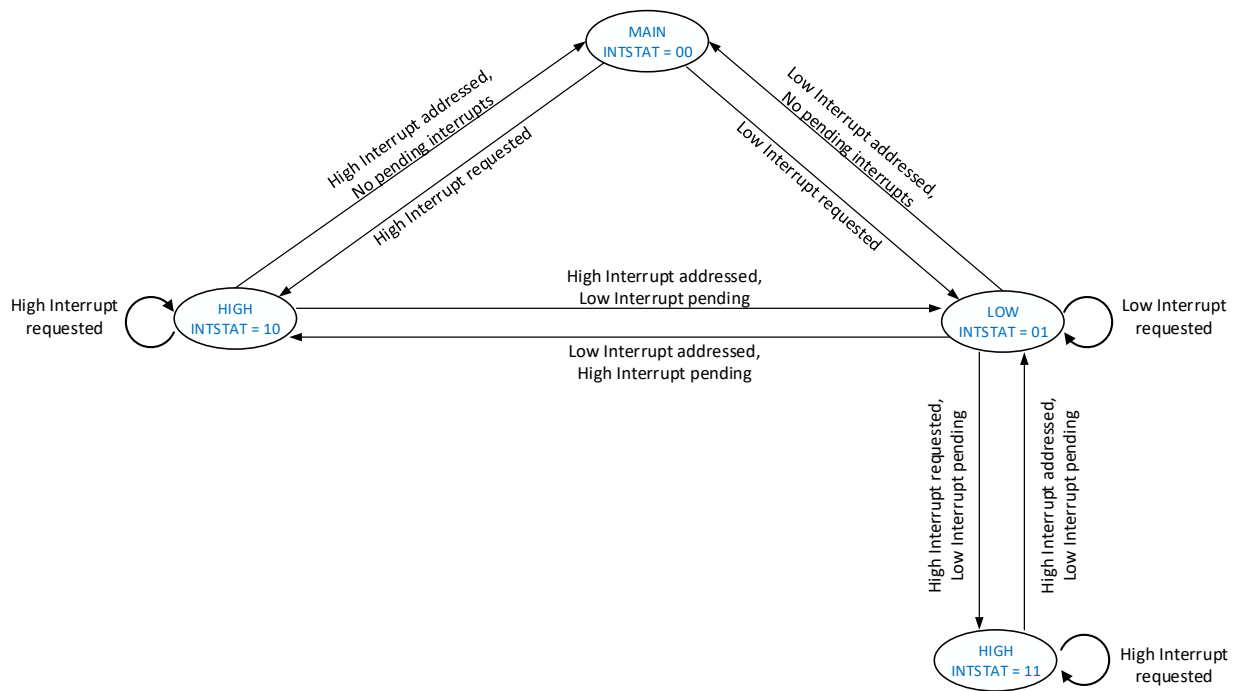 MAIN
INTSTAT = 00
High Interrupt addressed,
No pending interrupts
High Interrupt requested
Low Interrupt addressed,
No pending interrupts
Low Interrupt requested
High Interrupt
requested
HIGH
INTSTAT = 10
High Interrupt addressed,
Low Interrupt pending
Low Interrupt addressed,
High Interrupt pending
LOW
INTSTAT = 01
Low Interrupt
requested
High Interrupt requested,
Low Interrupt pending
High Interrupt addressed,
Low Interrupt pending
HIGH
INTSTAT = 11
High Interrupt
requested